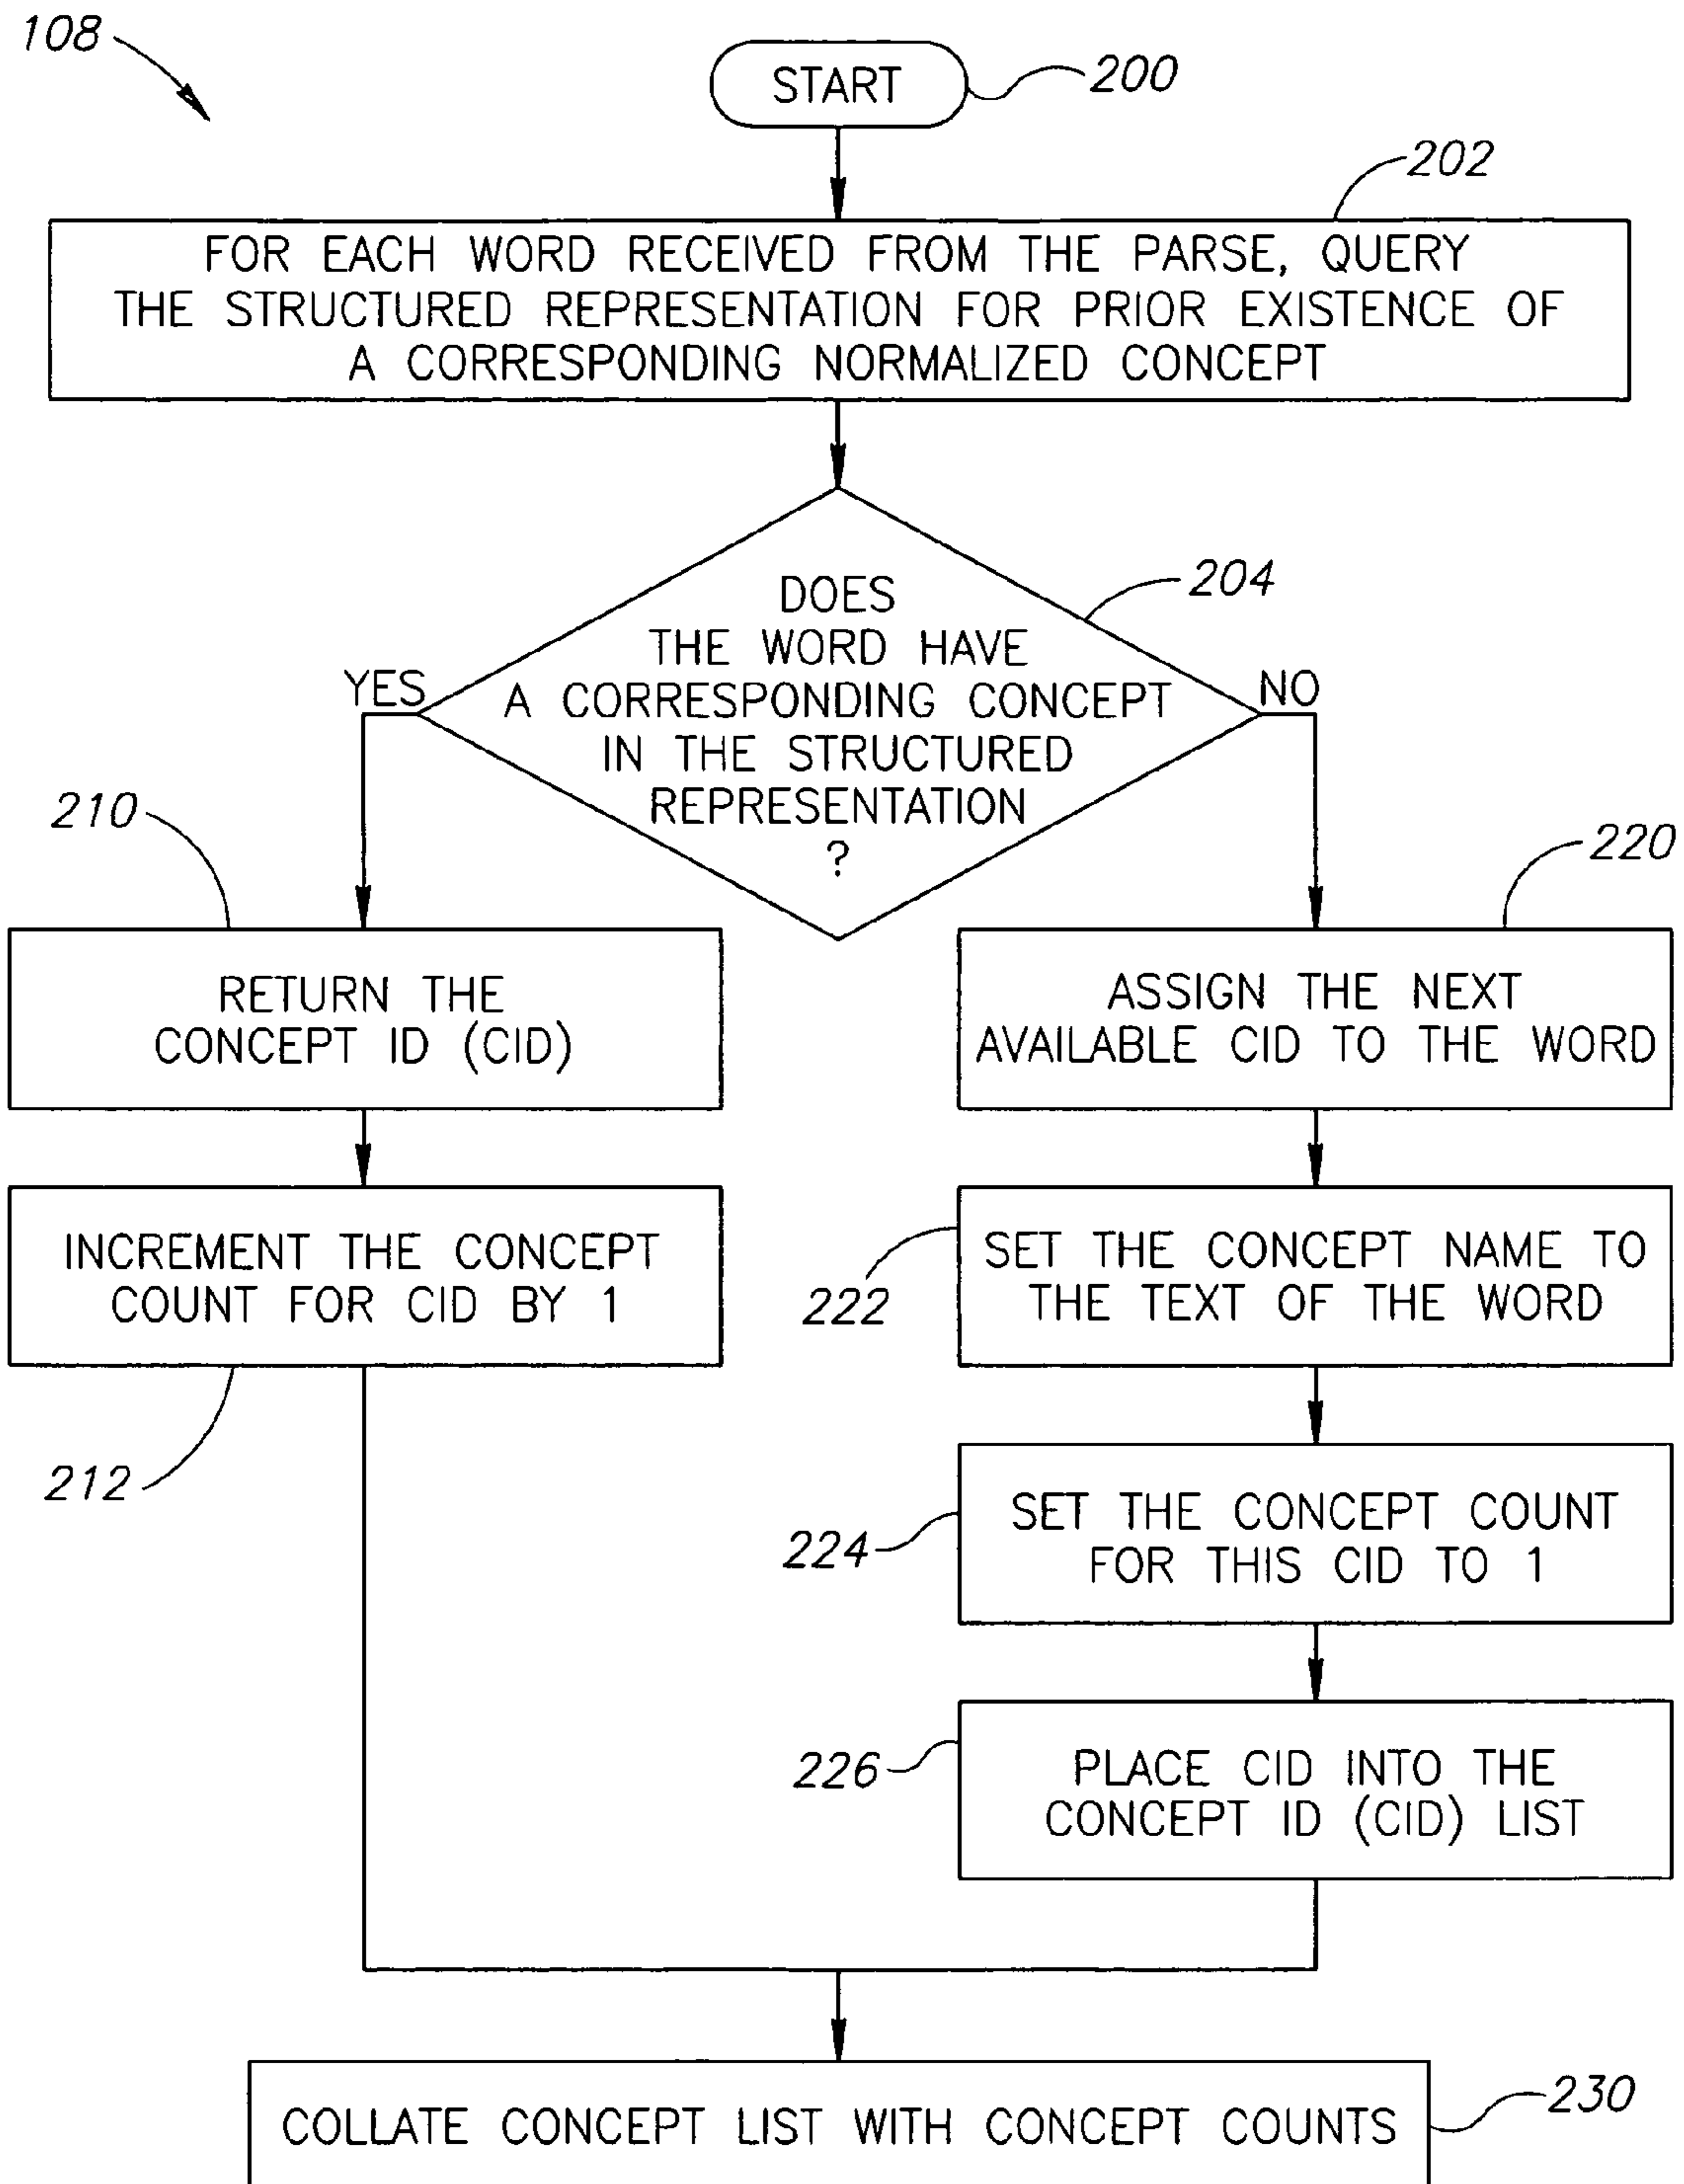 108
START
200
202
FOR EACH WORD RECEIVED FROM THE PARSE, QUERY
THE STRUCTURED REPRESENTATION FOR PRIOR EXISTENCE OF
A CORRESPONDING NORMALIZED CONCEPT
204
DOES
THE WORD HAVE
A CORRESPONDING CONCEPT
IN THE STRUCTURED
REPRESENTATION
?
YES
NO
210
RETURN THE
CONCEPT ID (CID)
INCREMENT THE CONCEPT
COUNT FOR CID BY 1
212
220
ASSIGN THE NEXT
AVAILABLE CID TO THE WORD
SET THE CONCEPT NAME TO
THE TEXT OF THE WORD
222
SET THE CONCEPT COUNT
FOR THIS CID TO 1
224
PLACE CID INTO THE
CONCEPT ID (CID) LIST
226
COLLATE CONCEPT LIST WITH CONCEPT COUNTS
230